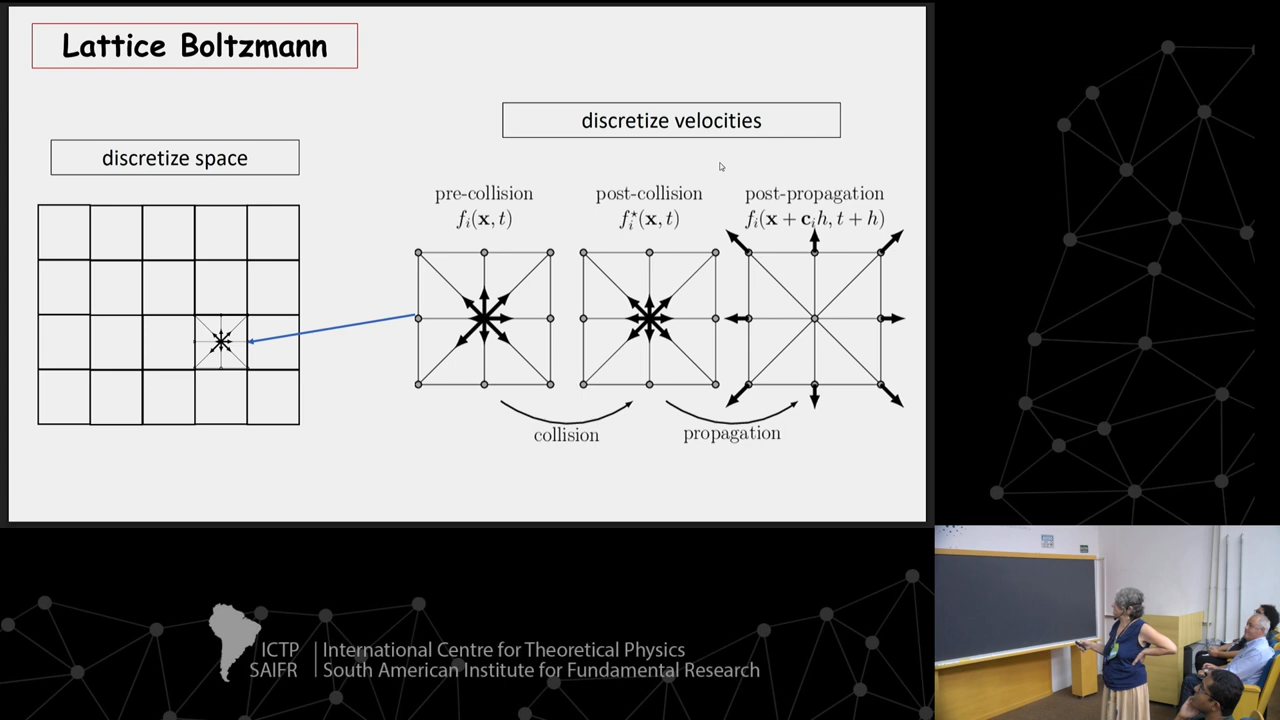 Lattice Boltzmann
discretize velocities
discretize space
pre-collision
f_i(x, t)
post-collision
f_i^⋆(x, t)
post-propagation
f_i(x + c_i h, t + h)
collision
propagation
ICTP
SAIFR
International Centre for Theoretical Physics
South American Institute for Fundamental Research